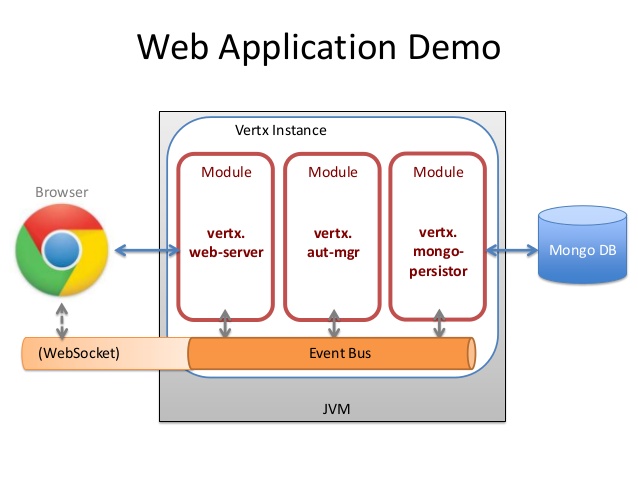 Web Application Demo
Vertx Instance
Browser
Module
vertx.
web-server
Module
vertx.
aut-mgr
Module
vertx.
mongo-
persistor
Mongo DB
(WebSocket)
Event Bus
JVM